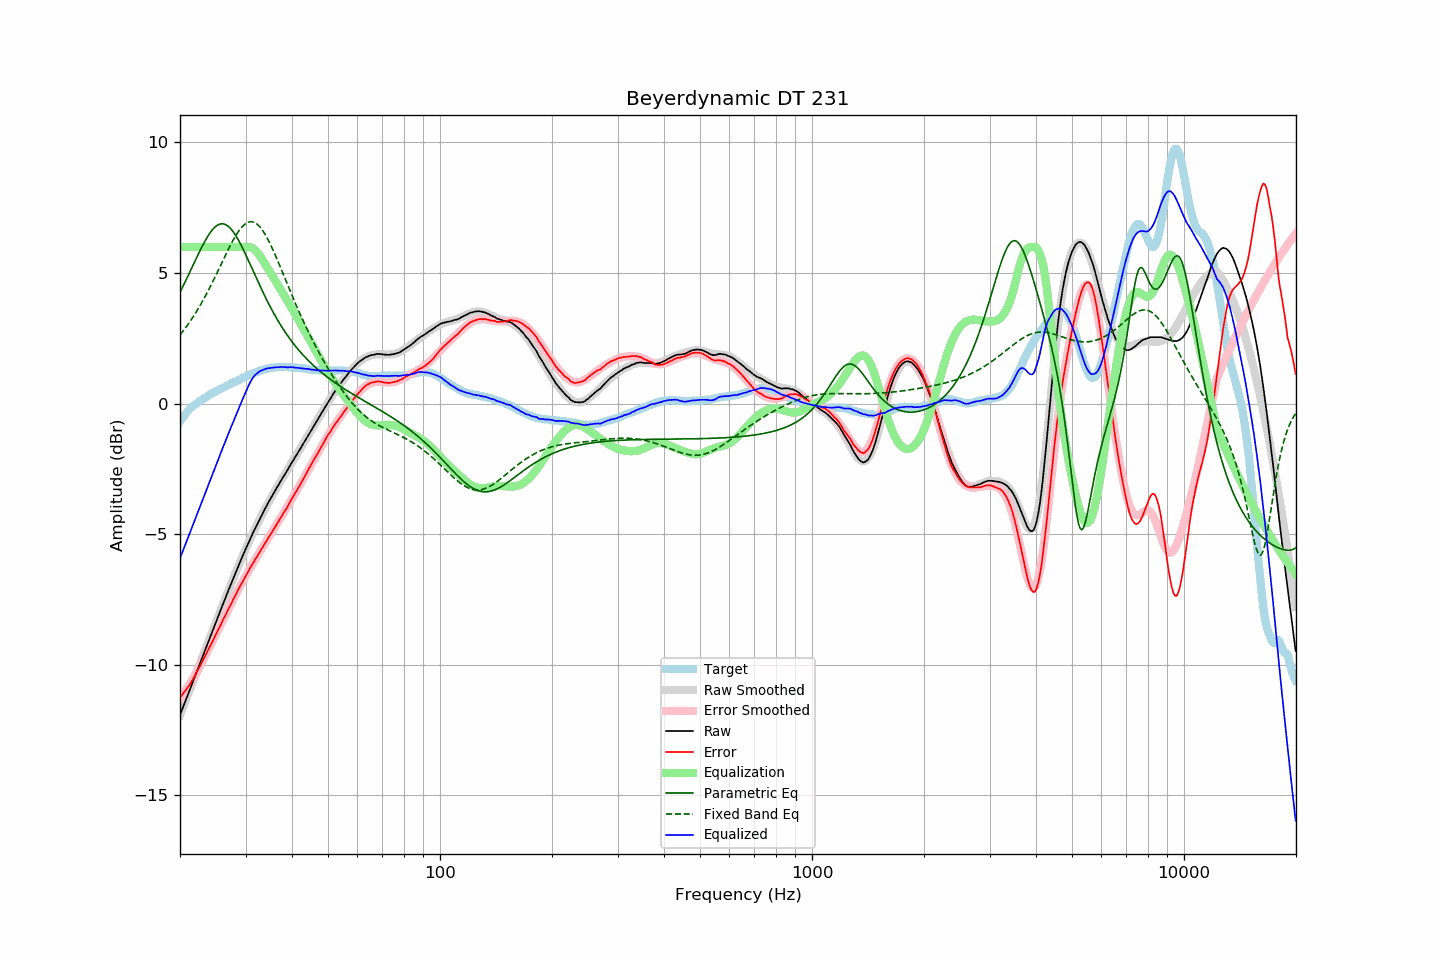 Beyerdynamic DT 231
10
5
0
−5
−10
−15
Amplitude (dBr)
Target
Raw Smoothed
Error Smoothed
Raw
Error
Equalization
Parametric Eq
Fixed Band Eq
Equalized
100
1000
10000
Frequency (Hz)